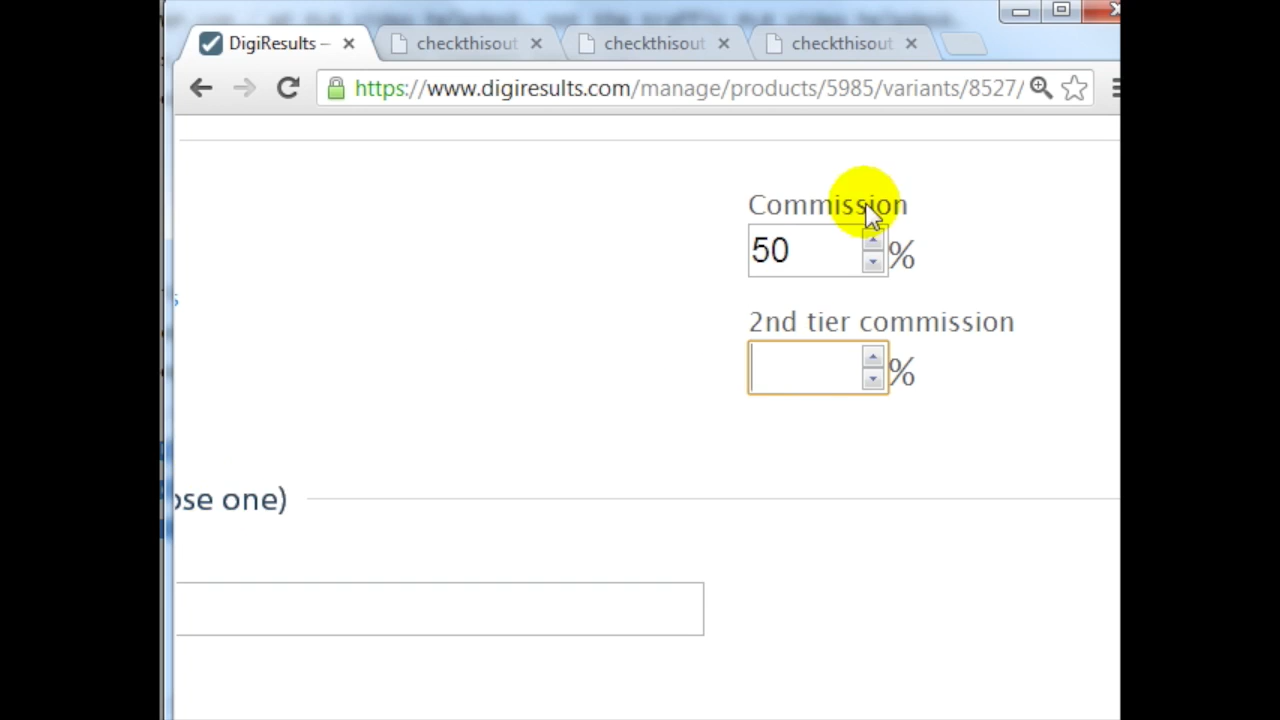 DigiResults –
checkthisout
checkthisout
checkthisout
https://www.digiresults.com/manage/products/5985/variants/8527/
Commission
50 %
2nd tier commission
%
s
ose one)